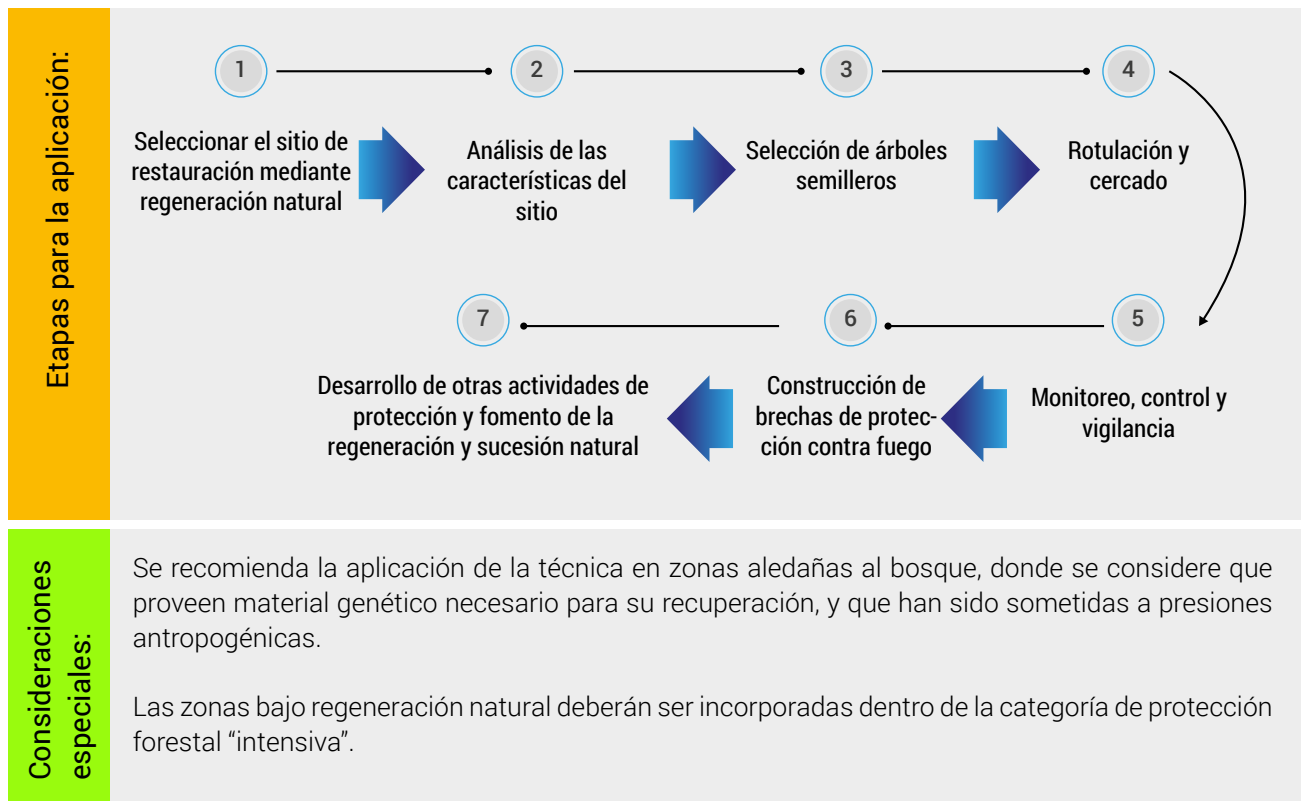 Etapas para la aplicación:
1
2
3
4
Seleccionar el sitio de
restauración mediante
regeneración natural
Análisis de las
características del
sitio
Selección de árboles
semilleros
Rotulación y
cercado
7
6
5
Desarrollo de otras actividades de
protección y fomento de la
regeneración y sucesión natural
Construcción de
brechas de protec-
ción contra fuego
Monitoreo, control y
vigilancia
Consideraciones
especiales:
Se recomienda la aplicación de la técnica en zonas aledañas al bosque, donde se considere que
proveen material genético necesario para su recuperación, y que han sido sometidas a presiones
antropogénicas.
Las zonas bajo regeneración natural deberán ser incorporadas dentro de la categoría de protección
forestal “intensiva”.